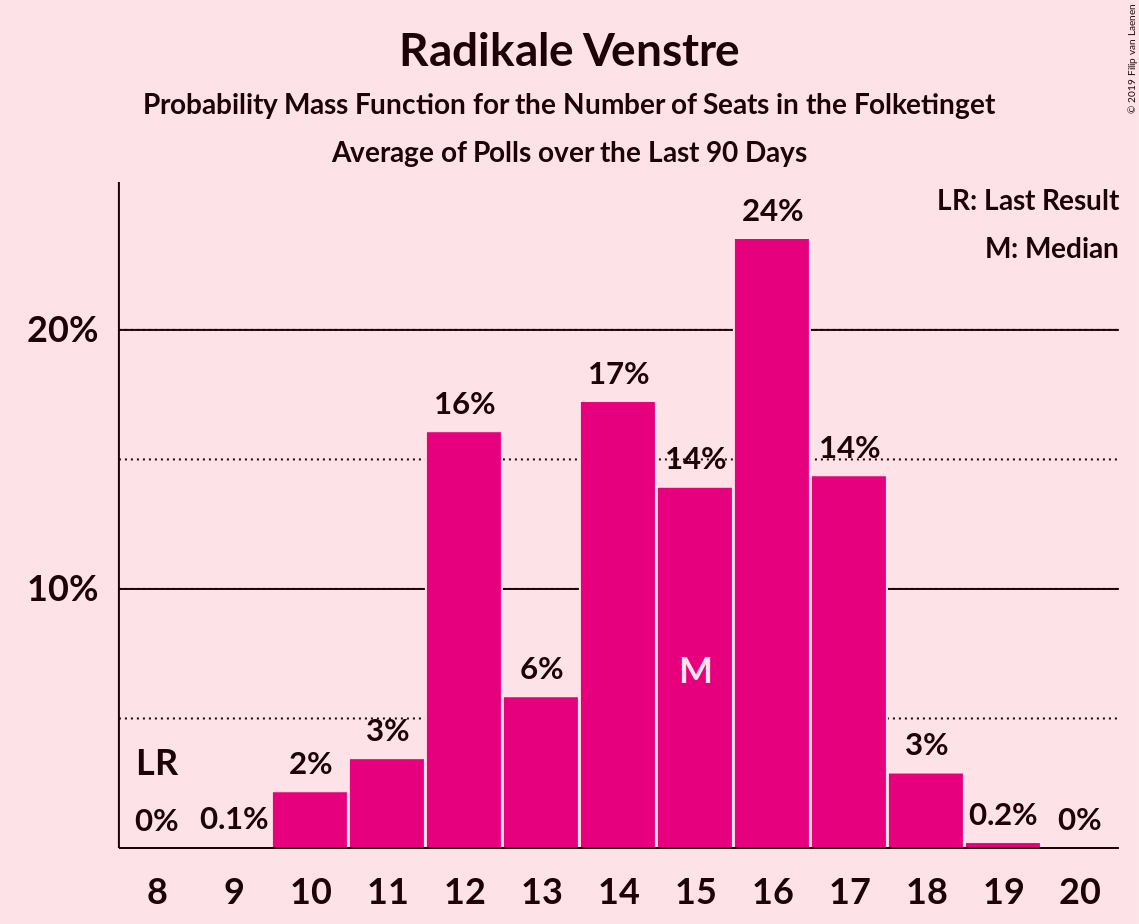 Radikale Venstre
Probability Mass Function for the Number of Seats in the Folketinget
Average of Polls over the Last 90 Days
© 2019 Filip van Laenen
LR: Last Result
M: Median
20%
10%
LR
0%
0.1%
2%
3%
16%
6%
17%
14%
M
24%
14%
3%
0.2%
0%
8 9 10 11 12 13 14 15 16 17 18 19 20